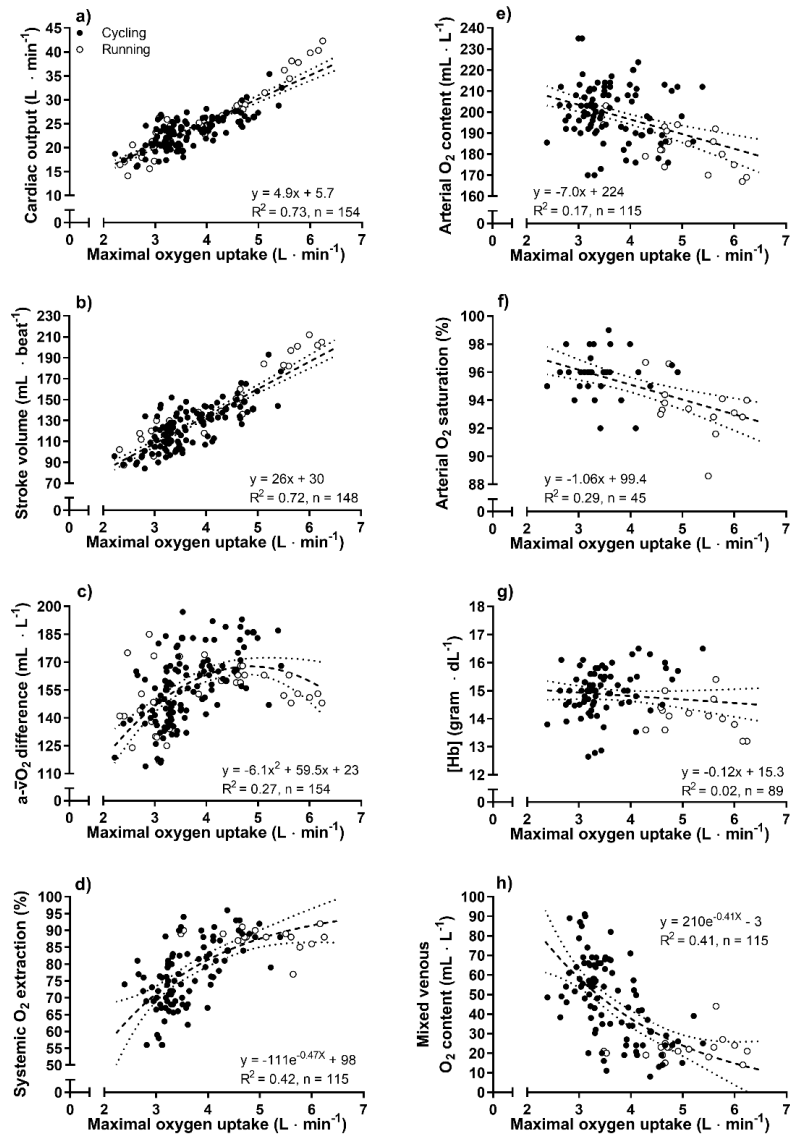 a)
Cycling
Running
Cardiac output (L · min⁻¹)
45
40
35
30
25
20
15
10
0
y = 4.9x + 5.7
R² = 0.73, n = 154
0 2 3 4 5 6 7
Maximal oxygen uptake (L · min⁻¹)
b)
Stroke volume (mL · beat⁻¹)
230
210
190
170
150
130
110
90
70
0
y = 26x + 30
R² = 0.72, n = 148
0 2 3 4 5 6 7
Maximal oxygen uptake (L · min⁻¹)
c)
a-v̄O₂ difference (mL · L⁻¹)
200
185
170
155
140
125
110
0
y = -6.1x² + 59.5x + 23
R² = 0.27, n = 154
0 2 3 4 5 6 7
Maximal oxygen uptake (L · min⁻¹)
d)
Systemic O₂ extraction (%)
100
95
90
85
80
75
70
65
60
55
50
0
y = -111e⁻⁰·⁴⁷ˣ + 98
R² = 0.42, n = 115
0 2 3 4 5 6 7
Maximal oxygen uptake (L · min⁻¹)
e)
Arterial O₂ content (mL · L⁻¹)
240
230
220
210
200
190
180
170
160
0
y = -7.0x + 224
R² = 0.17, n = 115
0 2 3 4 5 6 7
Maximal oxygen uptake (L · min⁻¹)
f)
Arterial O₂ saturation (%)
100
98
96
94
92
90
88
0
y = -1.06x + 99.4
R² = 0.29, n = 45
0 2 3 4 5 6 7
Maximal oxygen uptake (L · min⁻¹)
g)
[Hb] (gram · dL⁻¹)
18
17
16
15
14
13
12
0
y = -0.12x + 15.3
R² = 0.02, n = 89
0 2 3 4 5 6 7
Maximal oxygen uptake (L · min⁻¹)
h)
Mixed venous
O₂ content (mL · L⁻¹)
100
90
80
70
60
50
40
30
20
10
0
y = 210e⁻⁰·⁴¹ˣ - 3
R² = 0.41, n = 115
0 2 3 4 5 6 7
Maximal oxygen uptake (L · min⁻¹)